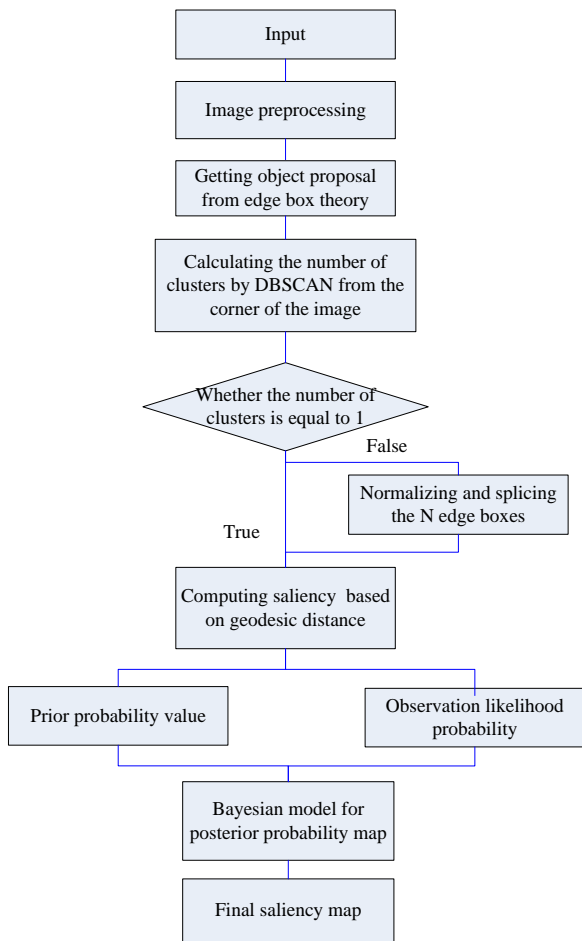 Input
Image preprocessing
Getting object proposal
from edge box theory
Calculating the number of
clusters by DBSCAN from the
corner of the image
Whether the number of
clusters is equal to 1
False
Normalizing and splicing
the N edge boxes
True
Computing saliency based
on geodesic distance
Prior probability value
Observation likelihood
probability
Bayesian model for
posterior probability map
Final saliency map